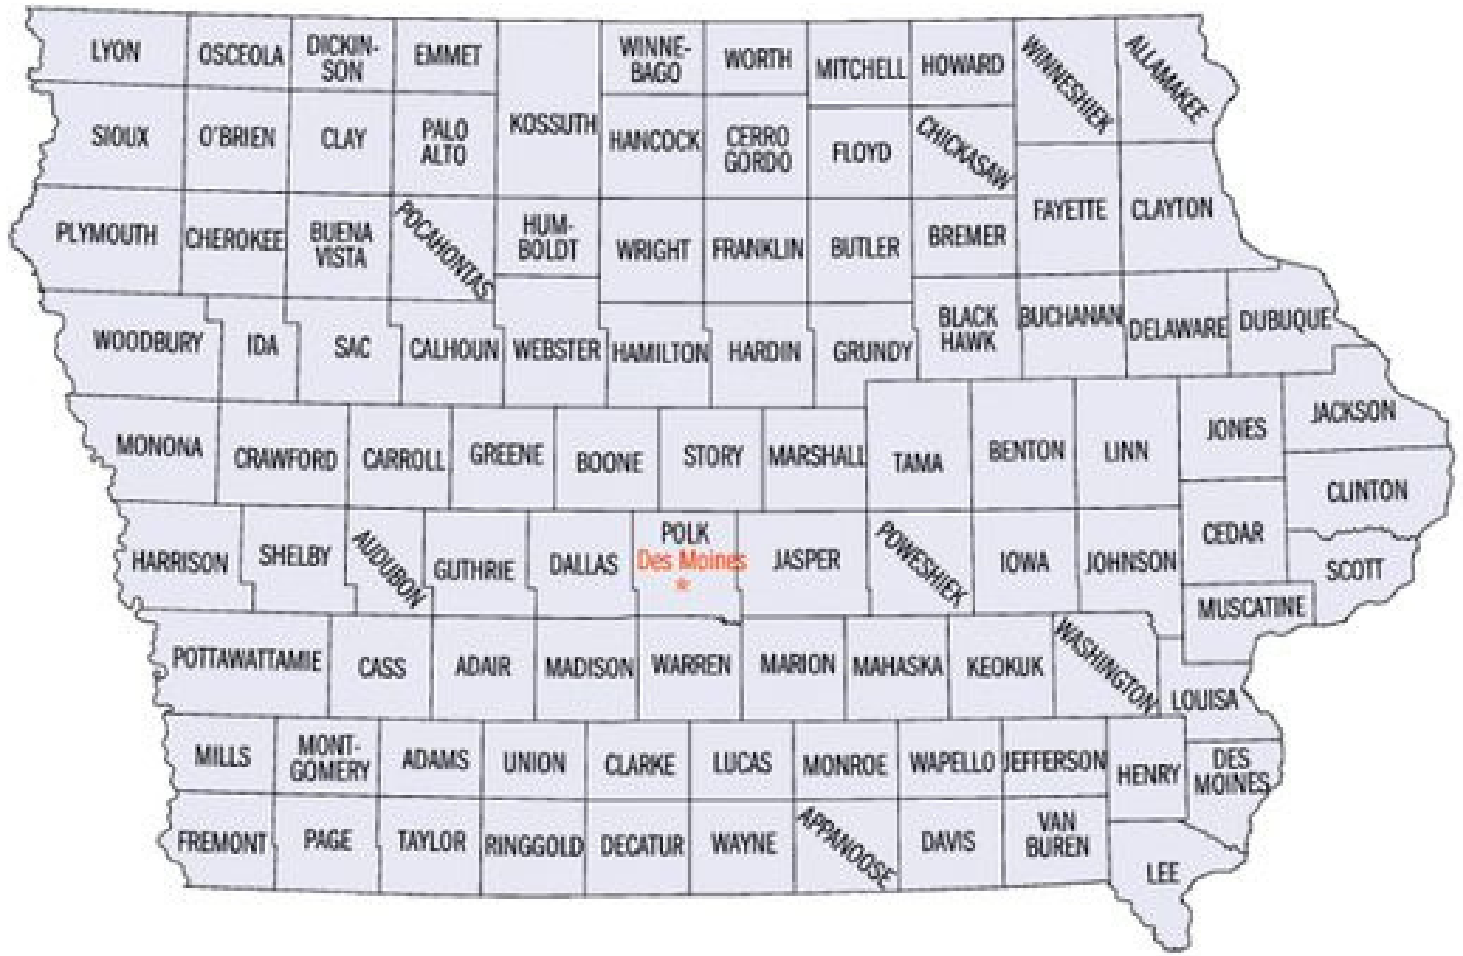 LYON
OSCEOLA
DICKIN-
SON
EMMET
KOSSUTH
WINNE-
BAGO
WORTH
MITCHELL
HOWARD
WINNESHIEK
ALLAMAKEE
SIOUX
O'BRIEN
CLAY
PALO
ALTO
HANCOCK
CERRO
GORDO
FLOYD
CHICKASAW
FAYETTE
CLAYTON
PLYMOUTH
CHEROKEE
BUENA
VISTA
POCAHONTAS
HUM-
BOLDT
WRIGHT
FRANKLIN
BUTLER
BREMER
WOODBURY
IDA
SAC
CALHOUN
WEBSTER
HAMILTON
HARDIN
GRUNDY
BLACK
HAWK
BUCHANAN
DELAWARE
DUBUQUE
MONONA
CRAWFORD
CARROLL
GREENE
BOONE
STORY
MARSHALL
TAMA
BENTON
LINN
JONES
JACKSON
CLINTON
HARRISON
SHELBY
AUDUBON
GUTHRIE
DALLAS
POLK
Des Moines
*
JASPER
POWESHIEK
IOWA
JOHNSON
CEDAR
SCOTT
MUSCATINE
POTTAWATTAMIE
CASS
ADAIR
MADISON
WARREN
MARION
MAHASKA
KEOKUK
WASHINGTON
LOUISA
MILLS
MONT-
GOMERY
ADAMS
UNION
CLARKE
LUCAS
MONROE
WAPELLO
JEFFERSON
HENRY
DES
MOINES
FREMONT
PAGE
TAYLOR
RINGGOLD
DECATUR
WAYNE
APPANOOSE
DAVIS
VAN
BUREN
LEE